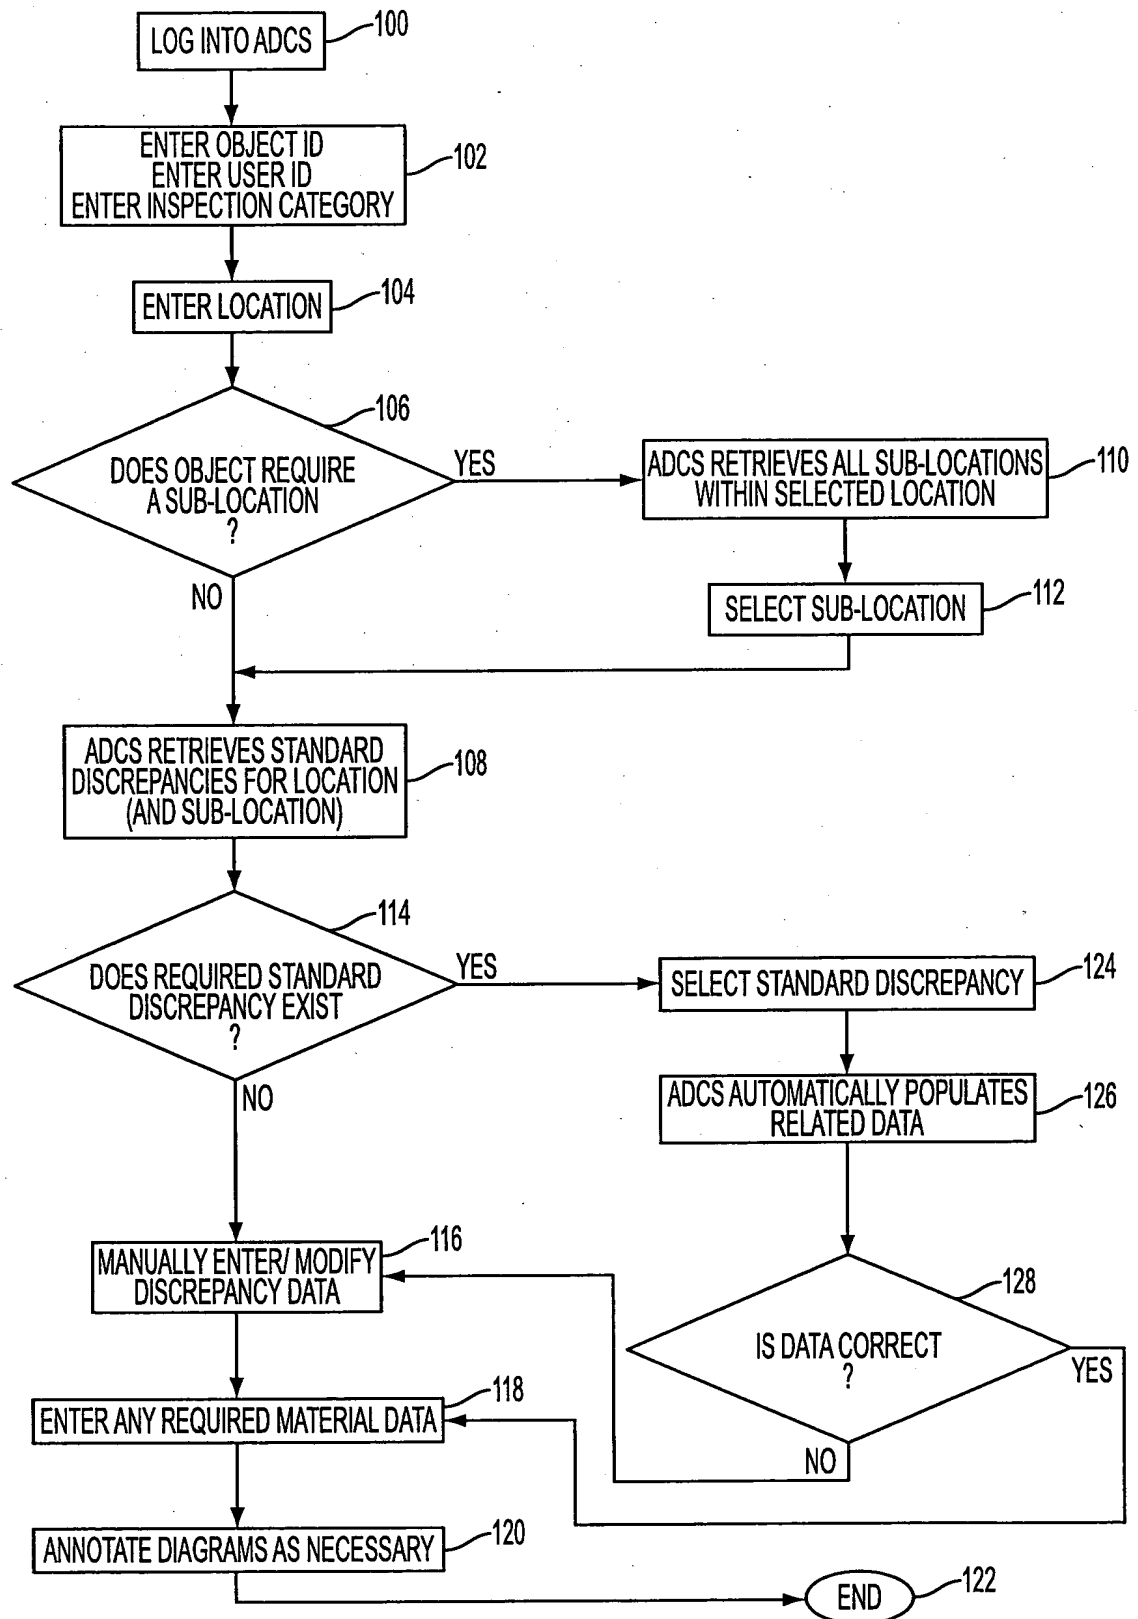 LOG INTO ADCS
100
ENTER OBJECT ID
ENTER USER ID
ENTER INSPECTION CATEGORY
102
ENTER LOCATION
104
106
DOES OBJECT REQUIRE
A SUB-LOCATION
?
YES
NO
ADCS RETRIEVES ALL SUB-LOCATIONS
WITHIN SELECTED LOCATION
110
SELECT SUB-LOCATION
112
ADCS RETRIEVES STANDARD
DISCREPANCIES FOR LOCATION
(AND SUB-LOCATION)
108
114
DOES REQUIRED STANDARD
DISCREPANCY EXIST
?
YES
NO
SELECT STANDARD DISCREPANCY
124
ADCS AUTOMATICALLY POPULATES
RELATED DATA
126
MANUALLY ENTER/ MODIFY
DISCREPANCY DATA
116
128
IS DATA CORRECT
?
YES
NO
ENTER ANY REQUIRED MATERIAL DATA
118
ANNOTATE DIAGRAMS AS NECESSARY
120
END
122